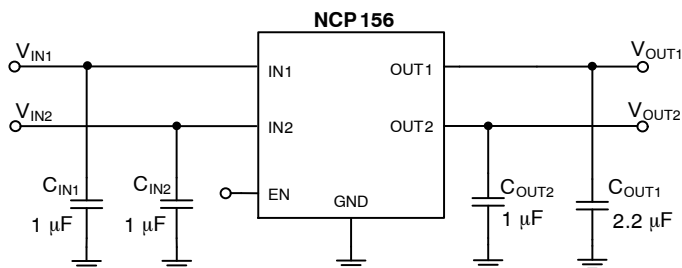 NCP156
VIN1
IN1
OUT1
VOUT1
VIN2
IN2
OUT2
VOUT2
CIN1
1 µF
CIN2
1 µF
EN
GND
COUT2
1 µF
COUT1
2.2 µF